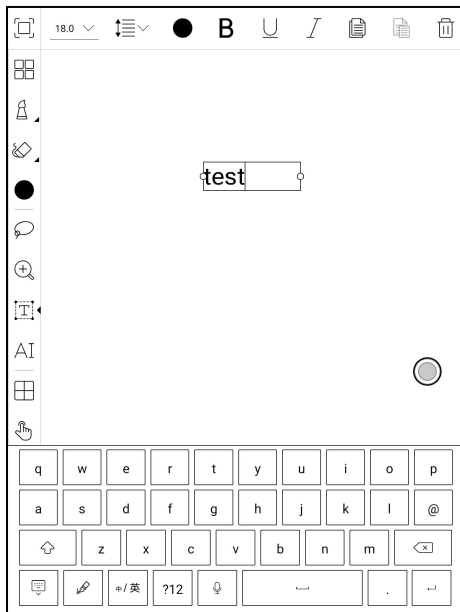 18.0 B U I
T
AI
test
q w e r t y u i o p
a s d f g h j k l @
z x c v b n m
中/英 ?12 .